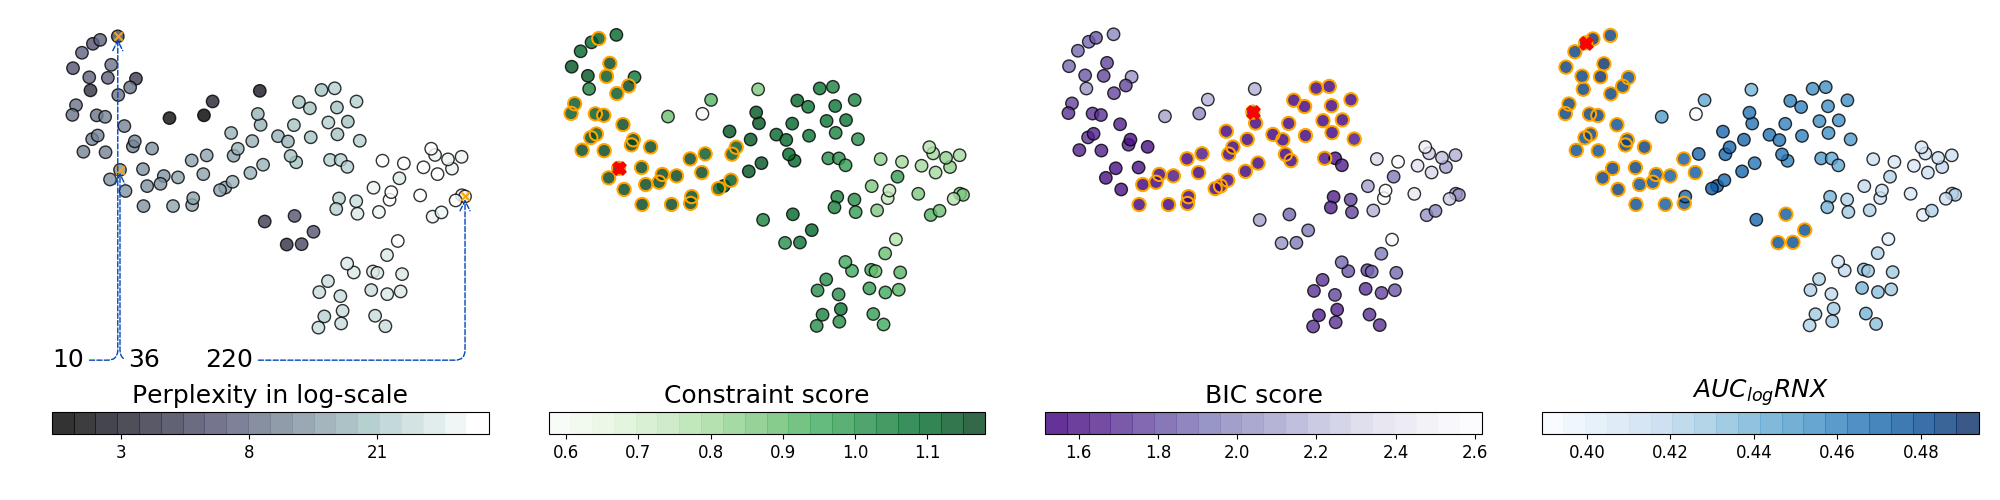 10 36 220
Perplexity in log-scale
3 8 21
Constraint score
0.6 0.7 0.8 0.9 1.0 1.1
BIC score
1.6 1.8 2.0 2.2 2.4 2.6
AUC_{log}RNX
0.40 0.42 0.44 0.46 0.48